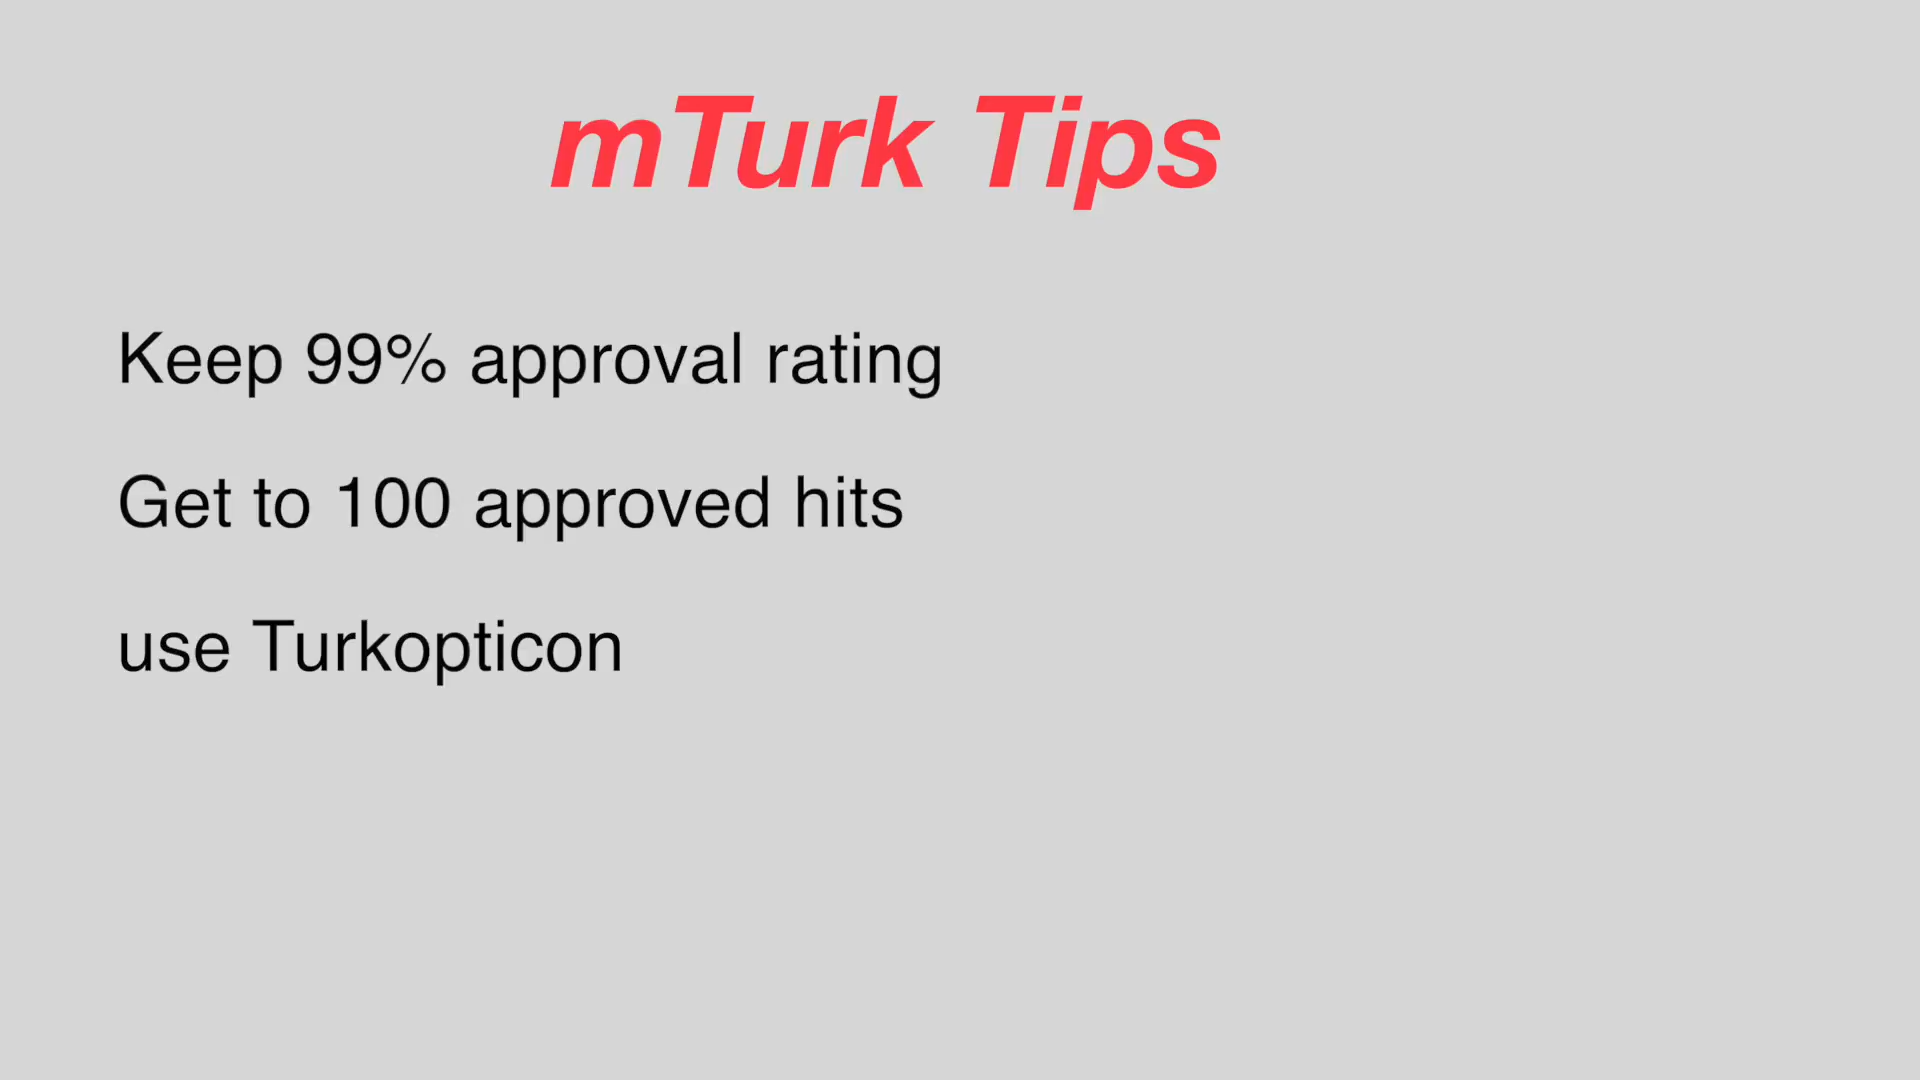 mTurk Tips
Keep 99% approval rating
Get to 100 approved hits
use Turkopticon